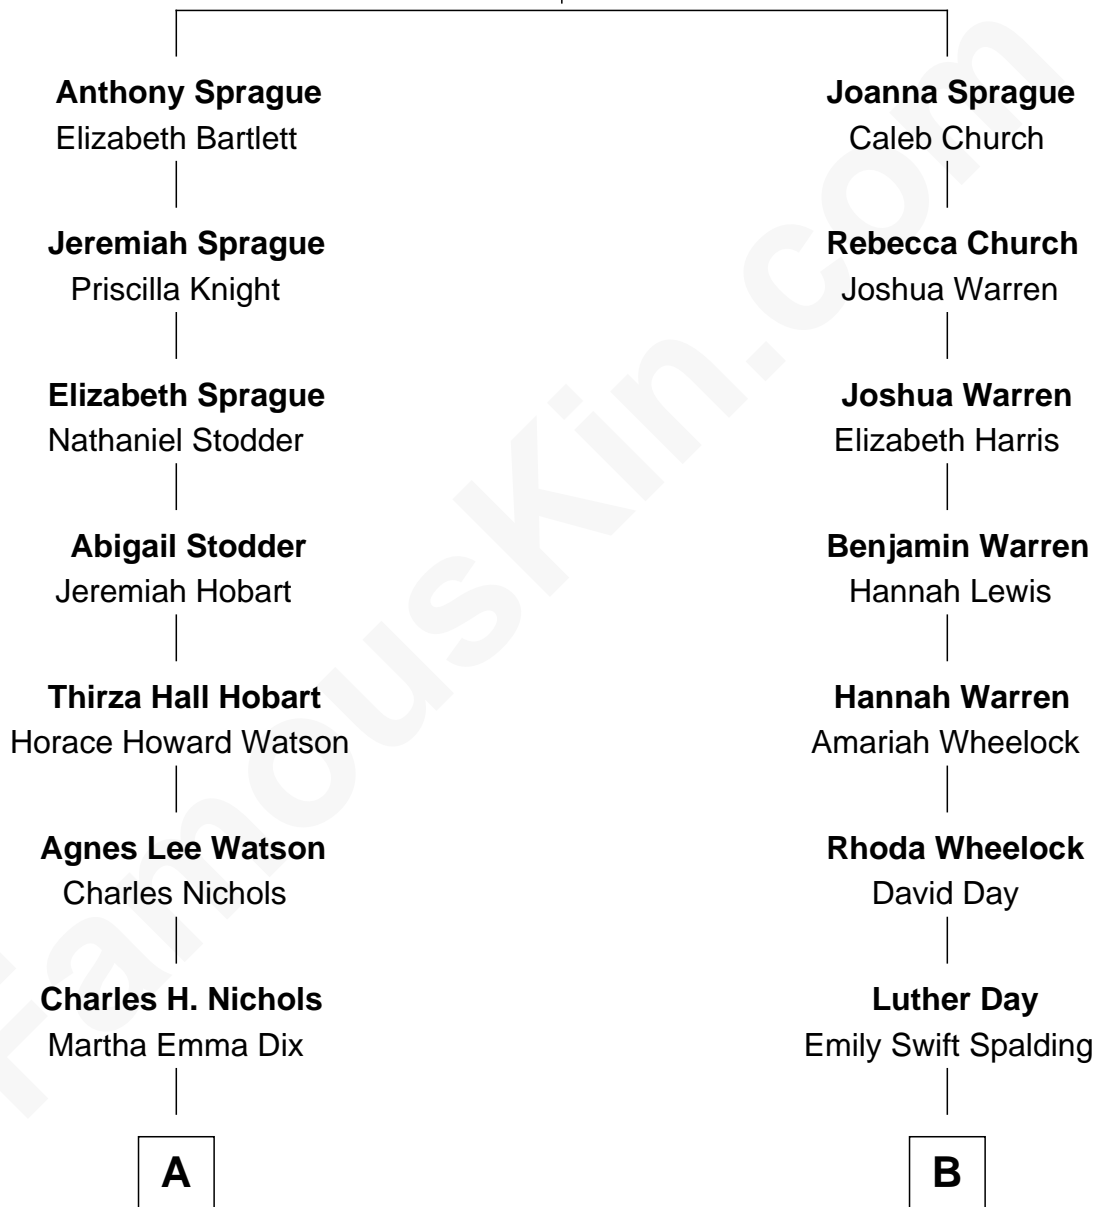 Anthony Sprague
Elizabeth Bartlett
Jeremiah Sprague
Priscilla Knight
Elizabeth Sprague
Nathaniel Stodder
Abigail Stodder
Jeremiah Hobart
Thirza Hall Hobart
Horace Howard Watson
Agnes Lee Watson
Charles Nichols
Charles H. Nichols
Martha Emma Dix
A
Joanna Sprague
Caleb Church
Rebecca Church
Joshua Warren
Joshua Warren
Elizabeth Harris
Benjamin Warren
Hannah Lewis
Hannah Warren
Amariah Wheelock
Rhoda Wheelock
David Day
Luther Day
Emily Swift Spalding
B
FamousKin.com